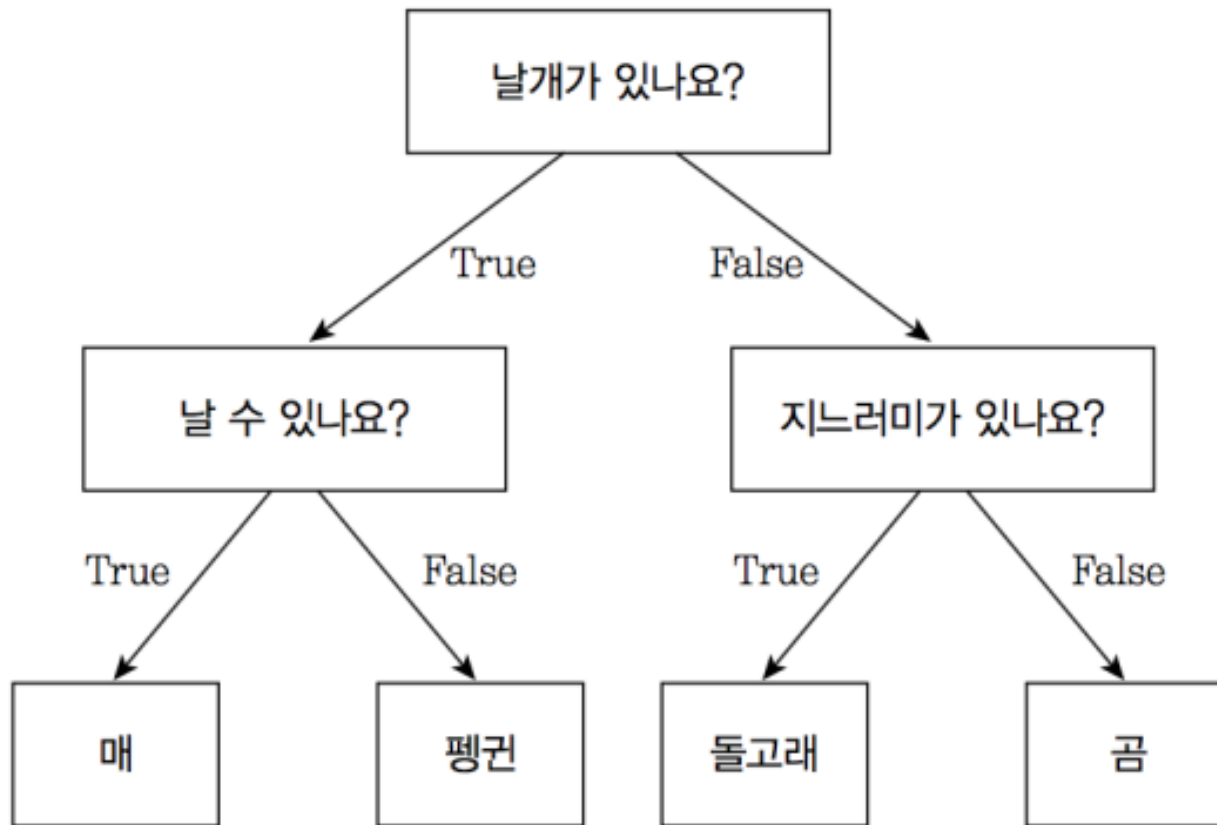 날개가 있나요?
True
False
날 수 있나요?
지느러미가 있나요?
True
False
True
False
매
펭귄
돌고래
곰